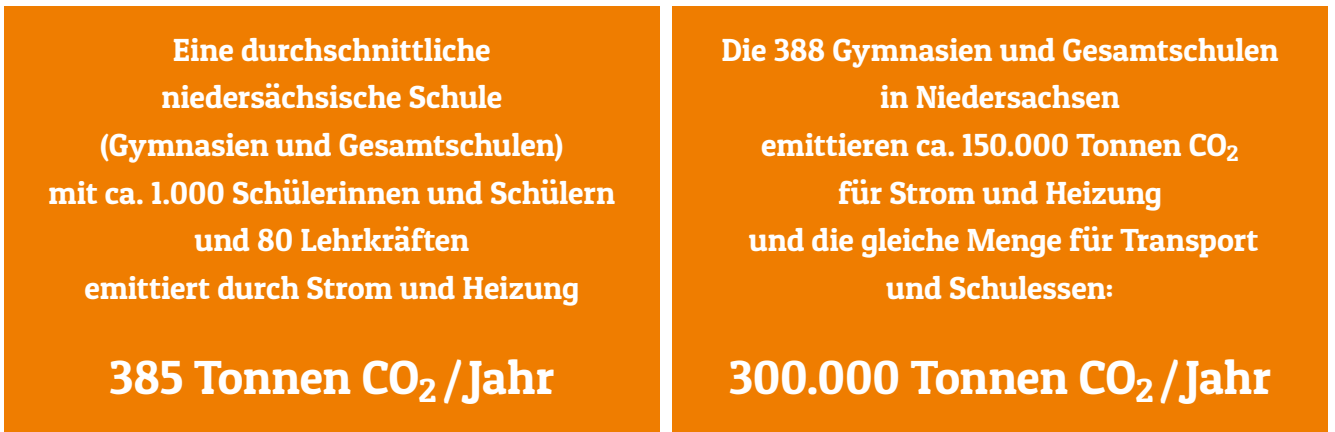 Eine durchschnittliche
niedersächsische Schule
(Gymnasien und Gesamtschulen)
mit ca. 1.000 Schülerinnen und Schülern
und 80 Lehrkräften
emittiert durch Strom und Heizung
385 Tonnen CO₂/Jahr
Die 388 Gymnasien und Gesamtschulen
in Niedersachsen
emittieren ca. 150.000 Tonnen CO₂
für Strom und Heizung
und die gleiche Menge für Transport
und Schulessen:
300.000 Tonnen CO₂/Jahr